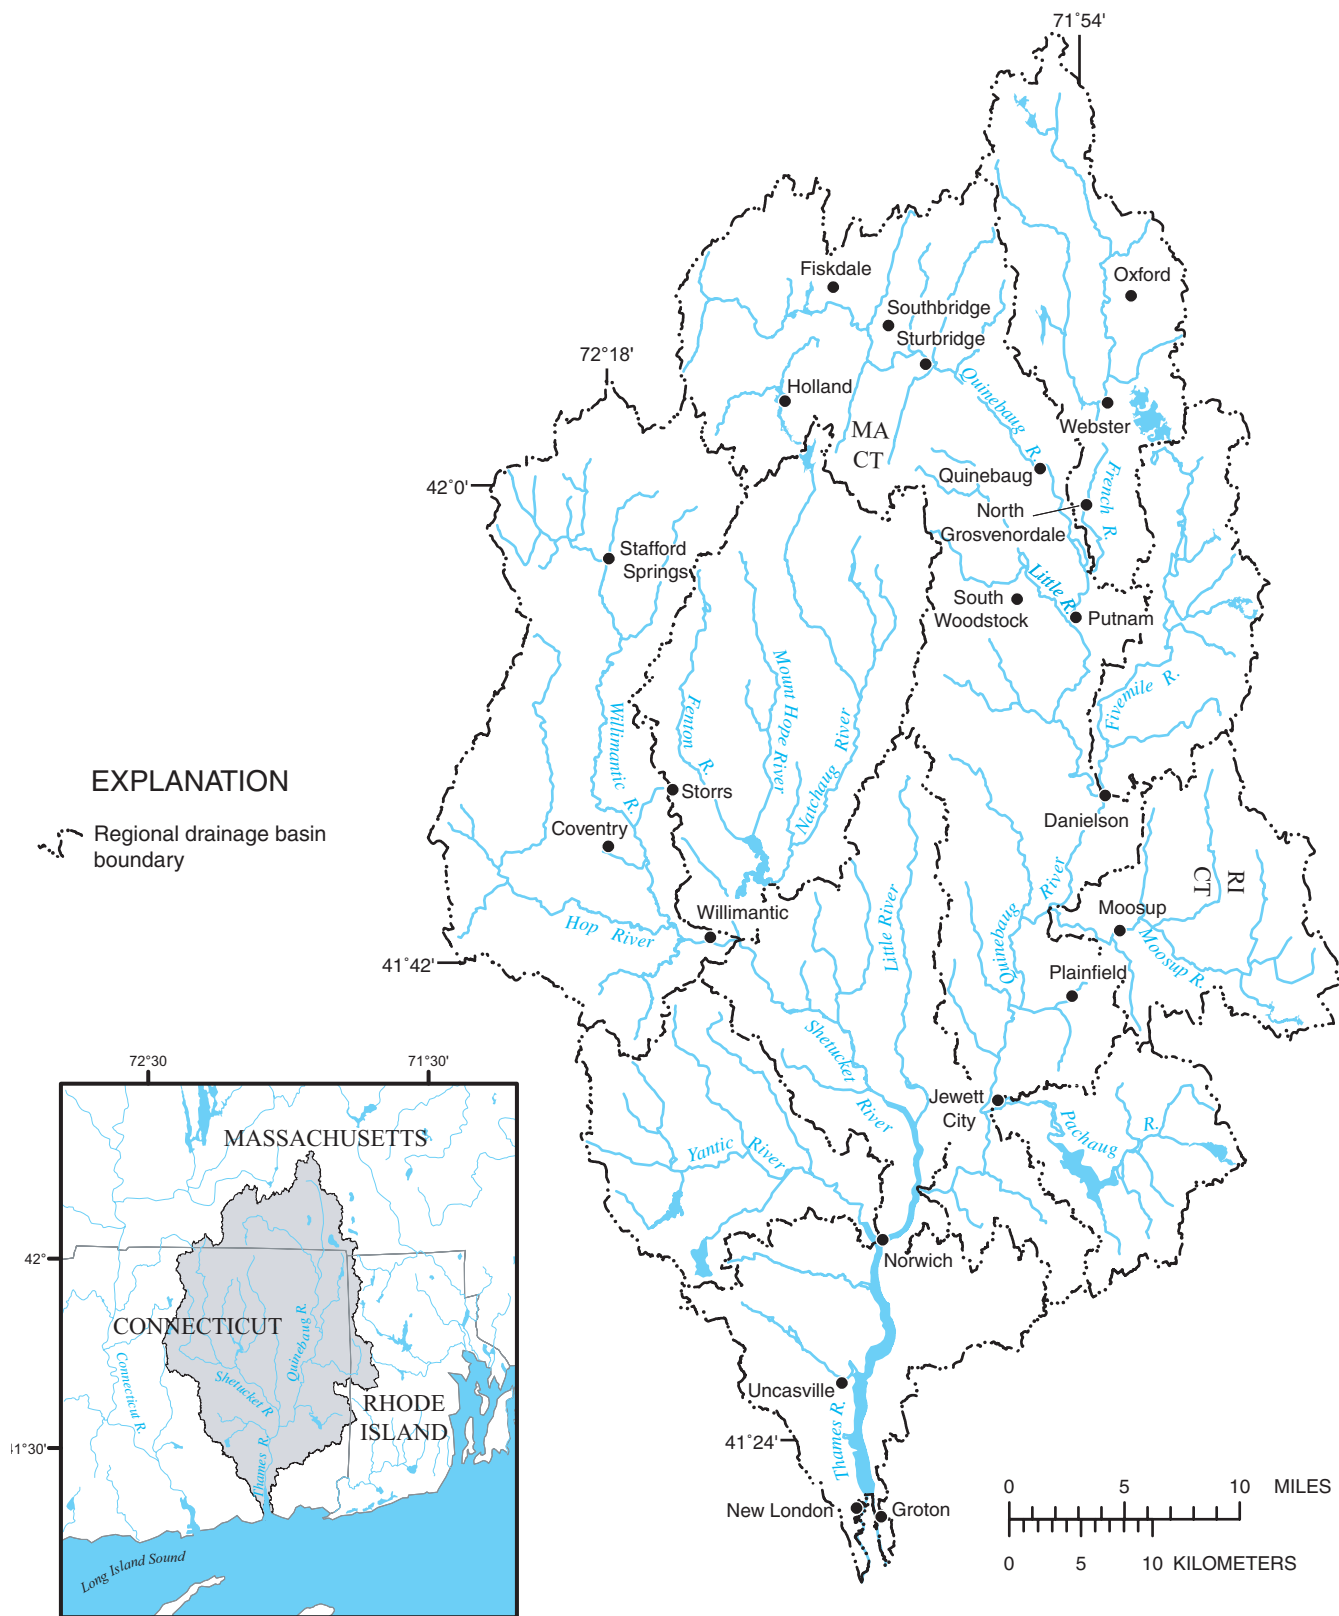 71°54'
Fiskdale
Oxford
Southbridge
Sturbridge
72°18'
Holland
Quinebaug R.
Webster
MA
CT
French R.
Quinebaug
42°0'
North
Grosvenordale
Stafford
Springs
Little R.
South
Woodstock
Putnam
Mount Hope River
Fivemile R.
Fenton R.
Willimantic R.
Natchaug River
EXPLANATION
Storrs
Regional drainage basin
boundary
Coventry
Danielson
RI
CT
Quinebaug River
Willimantic
Moosup
Hop River
Little River
Moosup R.
41°42'
Plainfield
Shetucket River
72°30
71°30'
Jewett
City
Pachaug R.
MASSACHUSETTS
Yantic River
Norwich
42°
CONNECTICUT
Quinebaug R.
Connecticut R.
Shetucket R
RHODE
ISLAND
Uncasville
Thames R.
41°24'
1°30'
Thames R.
0 5 10 MILES
New London
Groton
0 5 10 KILOMETERS
Long Island Sound